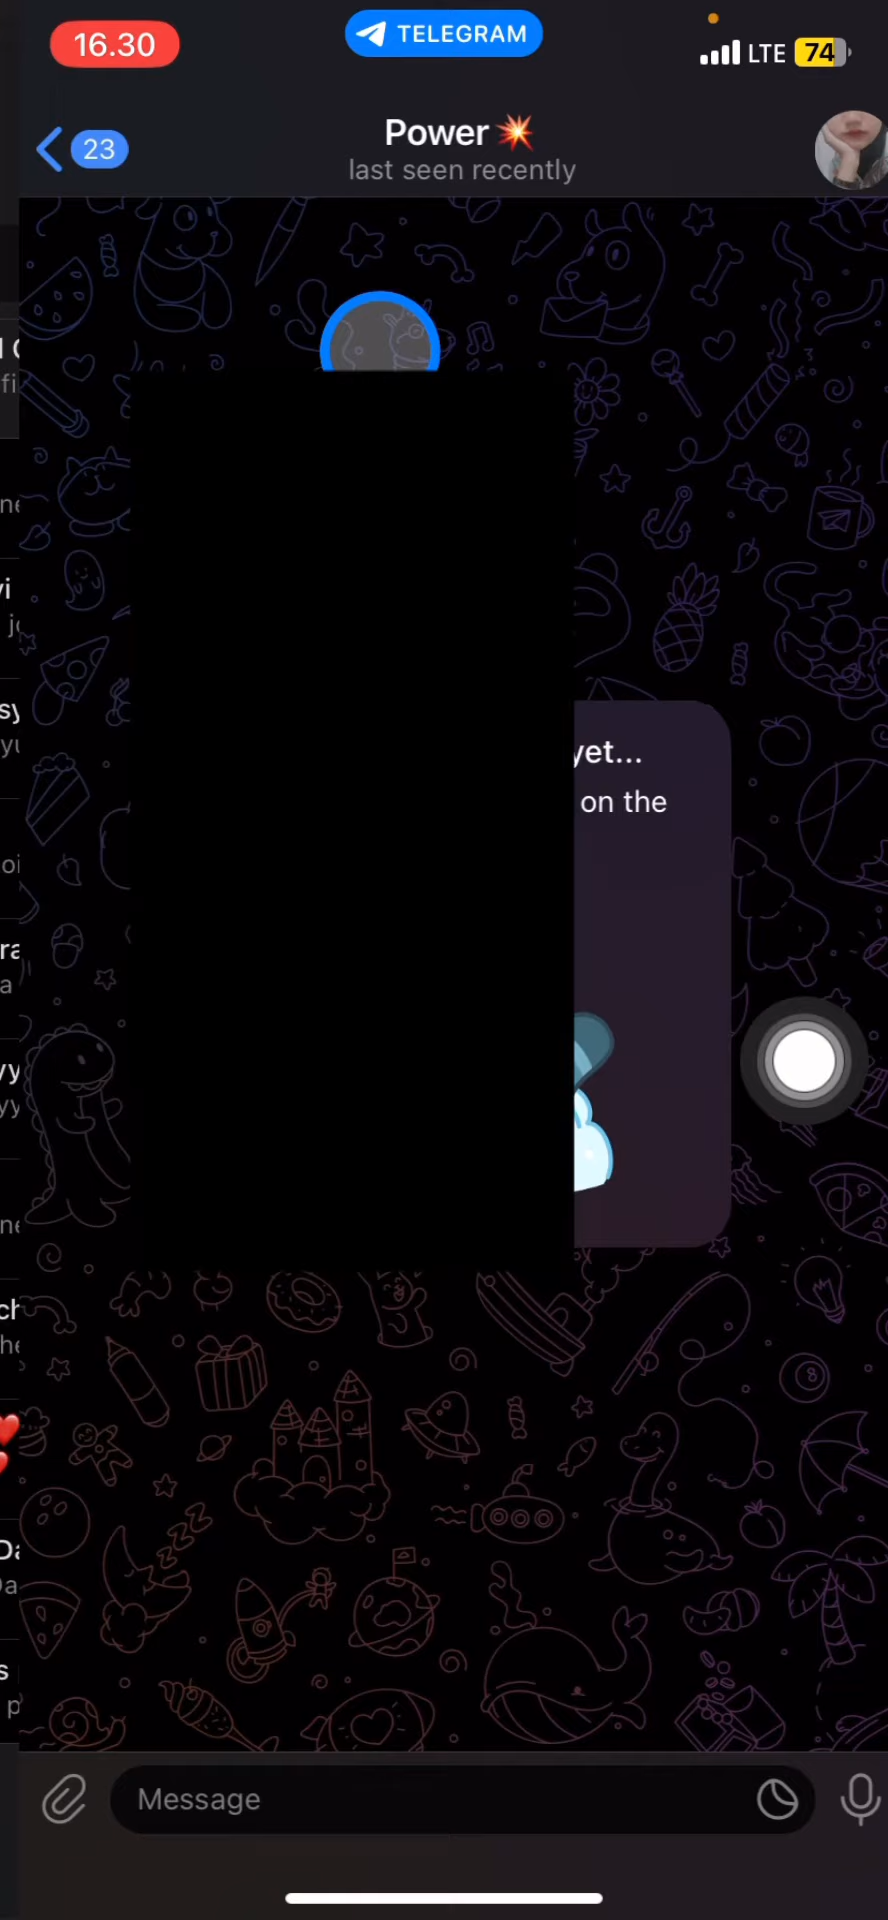 16.30
TELEGRAM
LTE
74
23
Power💥
last seen recently
yet...
on the
Message